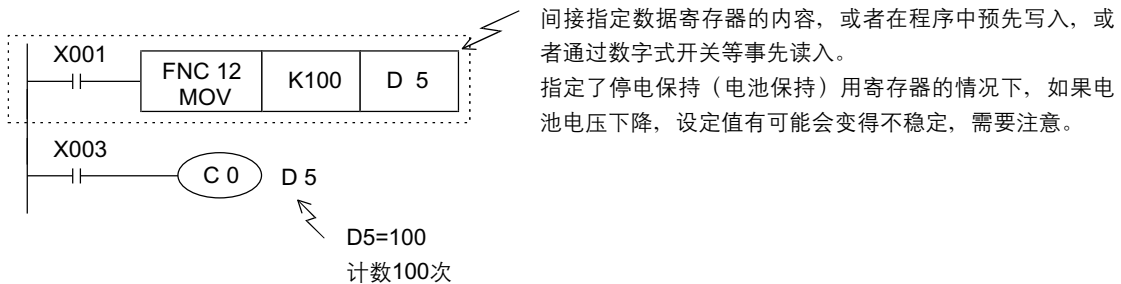 间接指定数据寄存器的内容，或者在程序中预先写入，或
者通过数字式开关等事先读入。
指定了停电保持（电池保持）用寄存器的情况下，如果电
池电压下降，设定值有可能会变得不稳定，需要注意。
X001
FNC 12
MOV
K100
D 5
X003
C 0
D 5
D5=100
计数100次